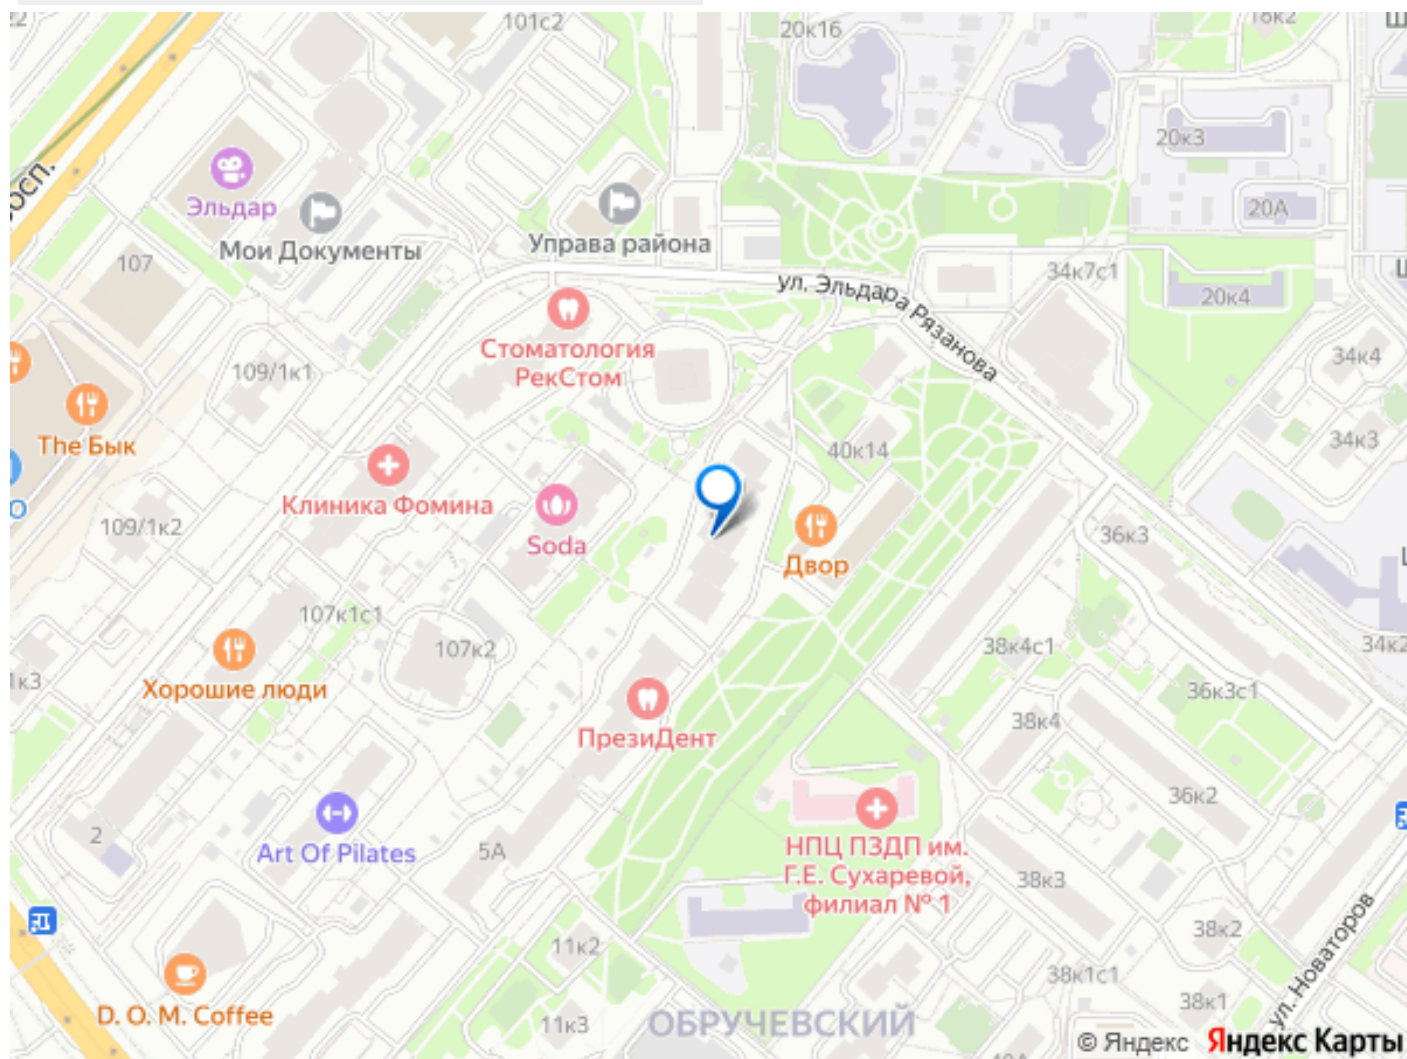 101с2
20к16
18к2
20к3
Эльдар
20А
Мои Документы
Управа района
107
ул. Эльдара Рязанова
34к7с1
20к4
Стоматология
РекСтом
34к4
109/1к1
The Бык
40к14
34к3
Клиника Фомина
109/1к2
Soda
36к3
Двор
107к1с1
107к2
38к4с1
34к2
Хорошие люди
36к3с1
38к4
ПрезиДент
36к2
2
Art Of Pilates
5А
НПЦ ПЗДП им.
Г.Е. Сухаревой,
филиал № 1
38к3
11к2
38к2
ул. Новаторов
38к1с1
D. O. M. Coffee
11к3
ОБРУЧЕВСКИЙ
38к1
© Яндекс Яндекс Карты